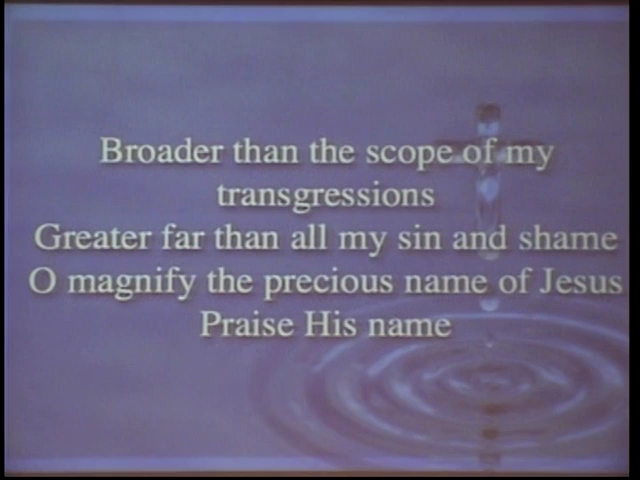 Broader than the scope of my
transgressions
Greater far than all my sin and shame
O magnify the precious name of Jesus
Praise His name